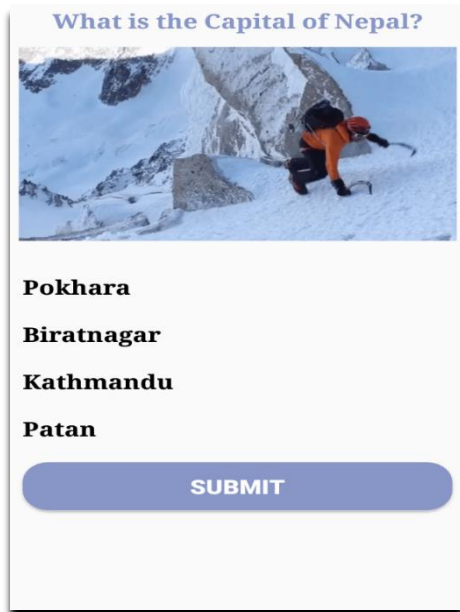 What is the Capital of Nepal?
Pokhara
Biratnagar
Kathmandu
Patan
SUBMIT